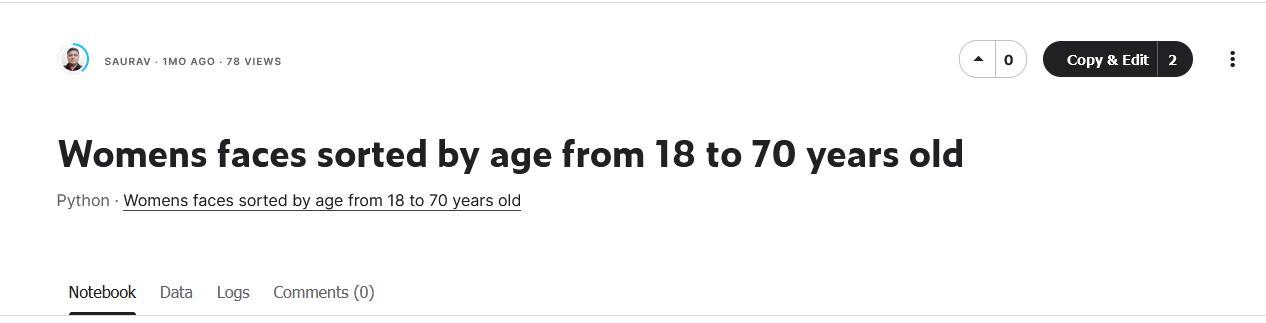 SAURAV · 1MO AGO · 78 VIEWS
0
Copy & Edit 2
Womens faces sorted by age from 18 to 70 years old
Python · Womens faces sorted by age from 18 to 70 years old
Notebook Data Logs Comments (0)